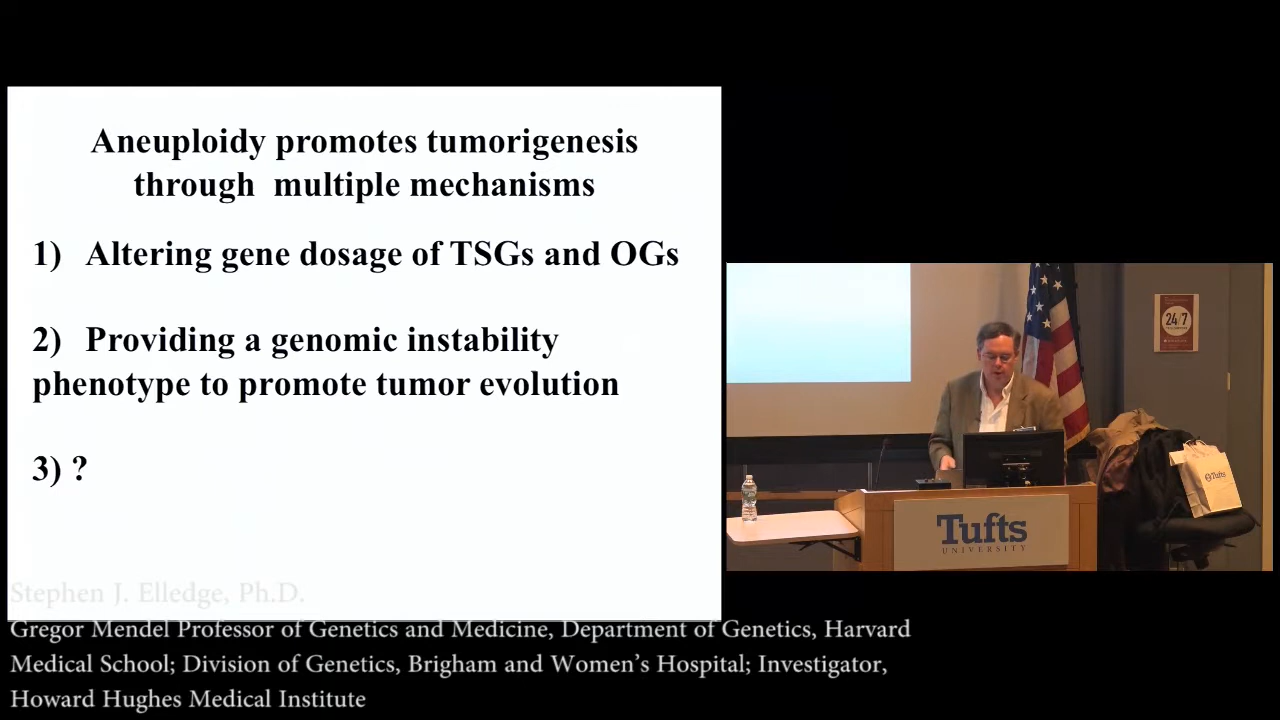 Aneuploidy promotes tumorigenesis
through multiple mechanisms
1) Altering gene dosage of TSGs and OGs
2) Providing a genomic instability
phenotype to promote tumor evolution
3) ?
24/7
Tufts
Tufts
UNIVERSITY
Stephen J. Elledge, Ph.D.
Gregor Mendel Professor of Genetics and Medicine, Department of Genetics, Harvard
Medical School; Division of Genetics, Brigham and Women's Hospital; Investigator,
Howard Hughes Medical Institute